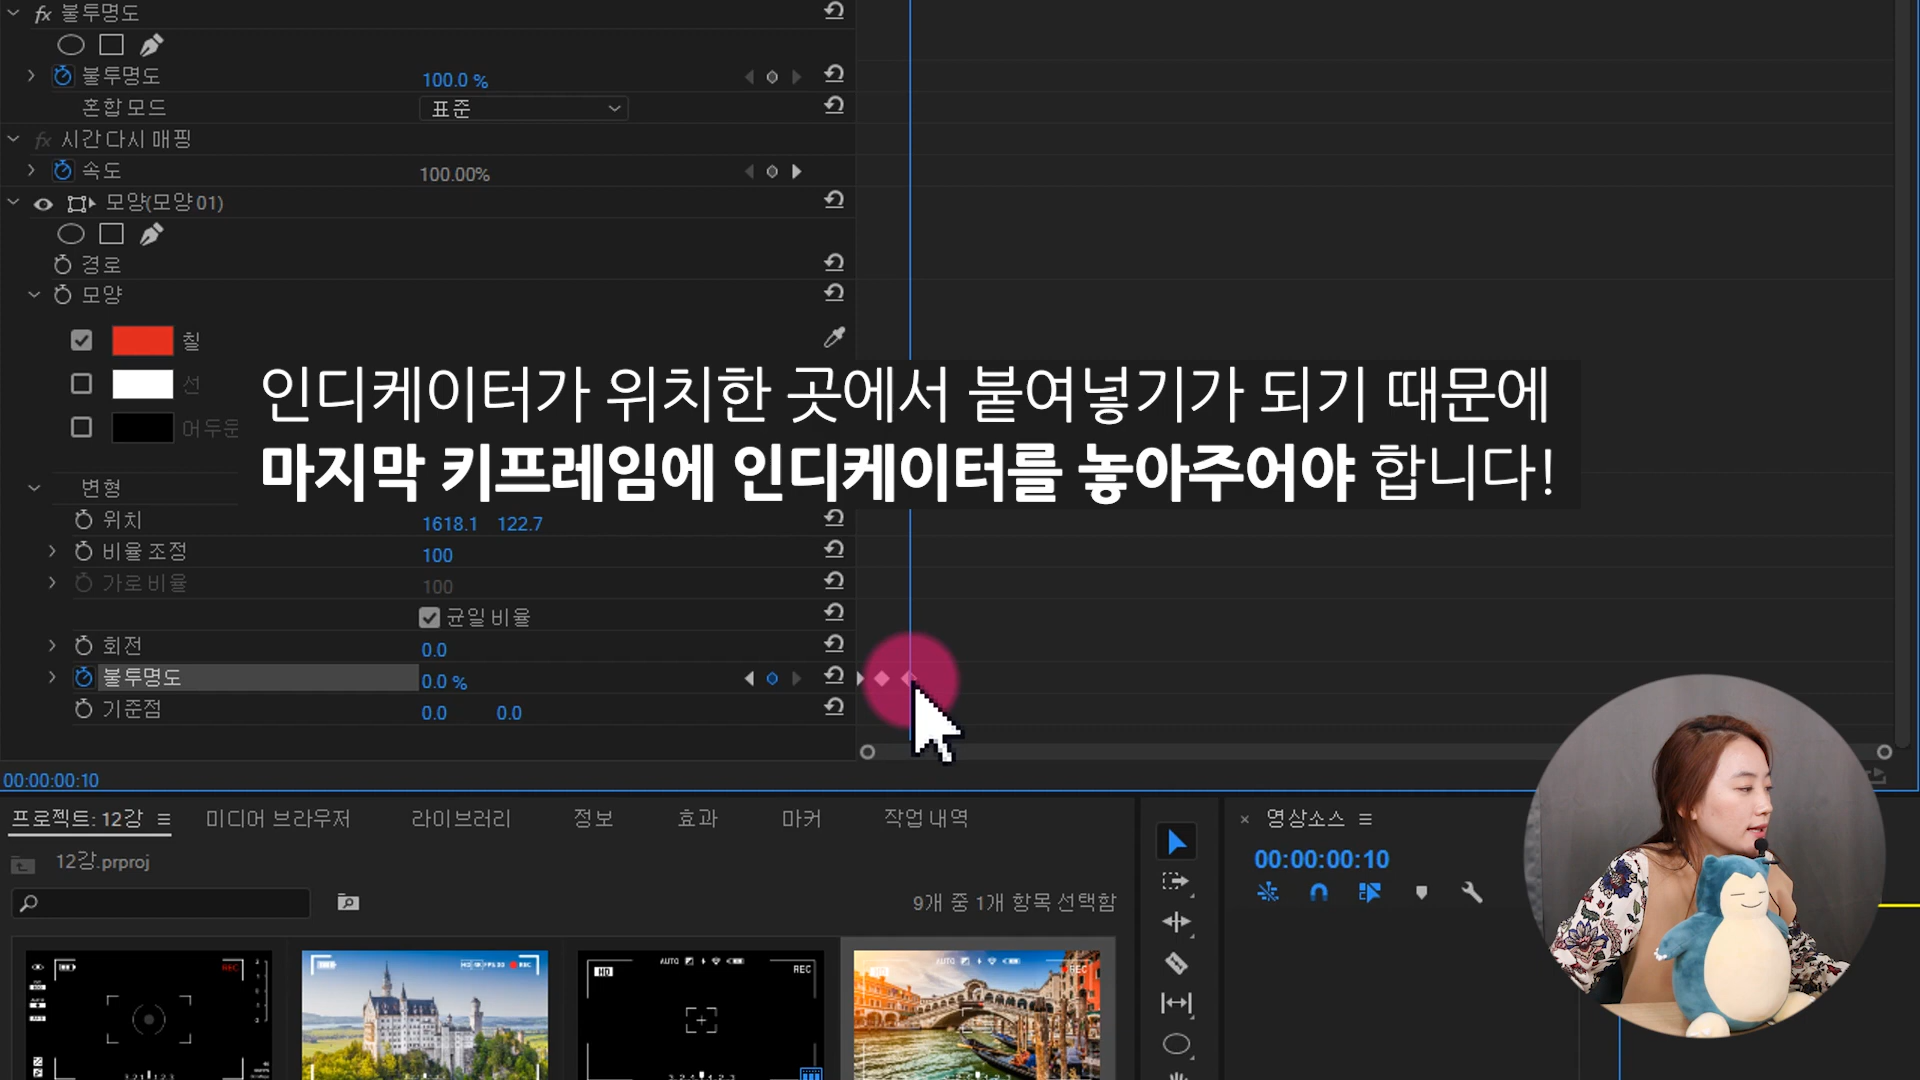 fx 불투명도
불투명도 100.0 %
혼합 모드 표준
fx 시간 다시 매핑
속도 100.00%
모양(모양 01)
경로
모양
칠
선
어두운
인디케이터가 위치한 곳에서 붙여넣기가 되기 때문에
마지막 키프레임에 인디케이터를 놓아주어야 합니다!
변형
위치 1618.1 122.7
비율 조정 100
가로 비율 100
균일 비율
회전 0.0
불투명도 0.0 %
기준점 0.0 0.0
00:00:00:10
프로젝트: 12강 미디어 브라우저 라이브러리 정보 효과 마커 작업 내역
12강.prproj
9개 중 1개 항목 선택함
× 영상소스
00:00:00:10
REC
REC
HD AUTO REC
AUTO REC